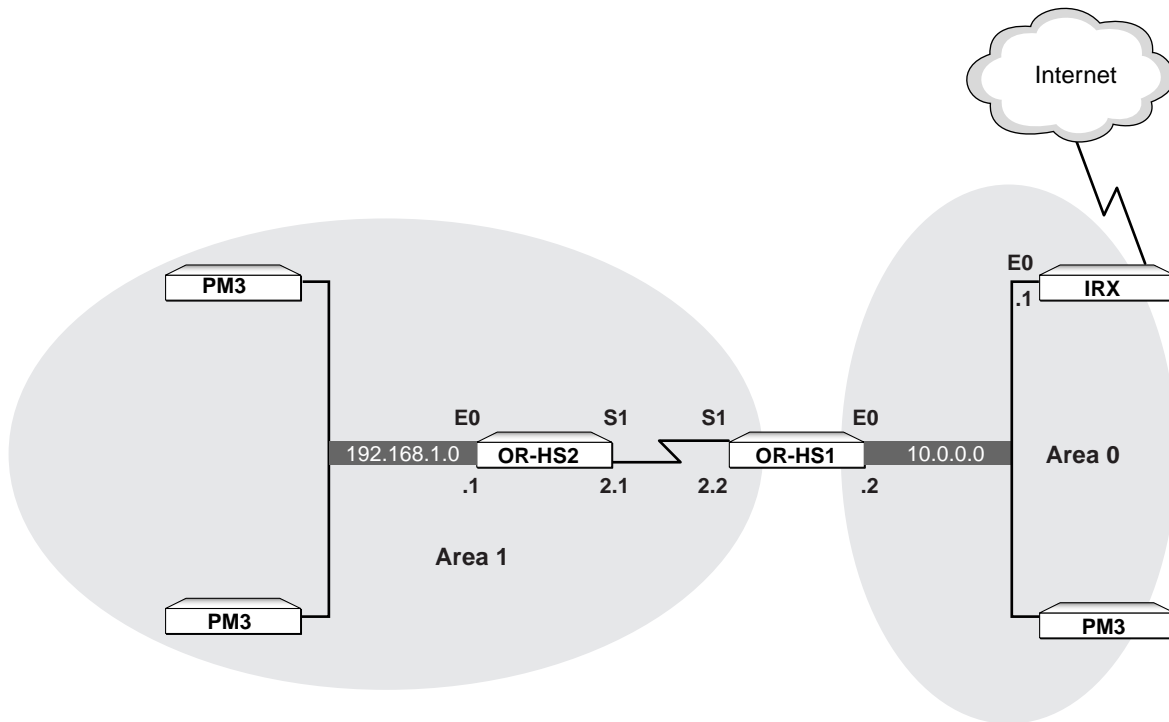 Internet
E0
IRX
.1
PM3
E0
S1
S1
E0
192.168.1.0
OR-HS2
OR-HS1
10.0.0.0
Area 0
.1
2.1
2.2
.2
Area 1
PM3
PM3